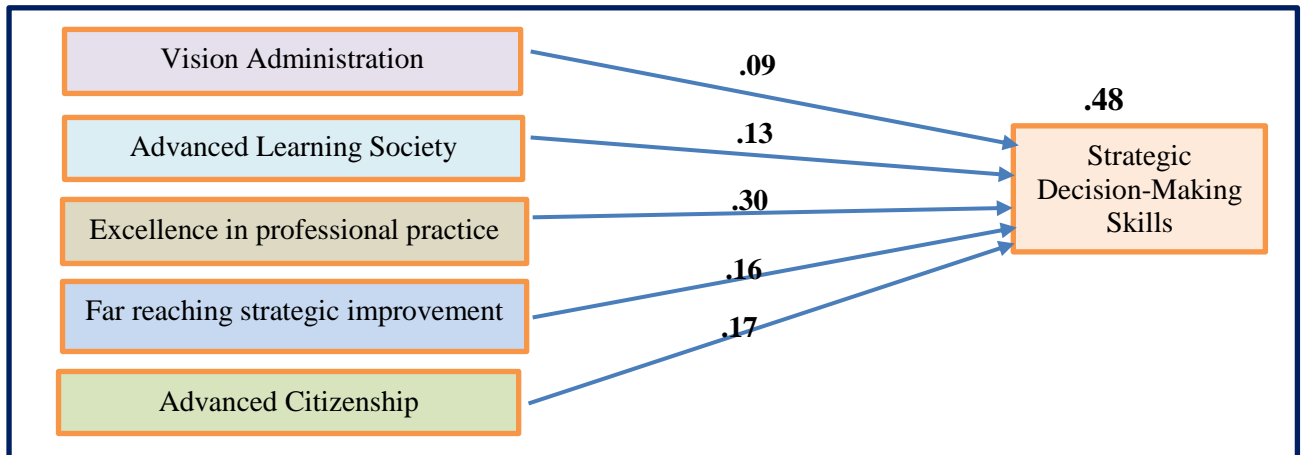 Vision Administration
.09
.48
Advanced Learning Society
.13
Strategic
Decision-Making
Skills
Excellence in professional practice
.30
Far reaching strategic improvement
.16
.17
Advanced Citizenship